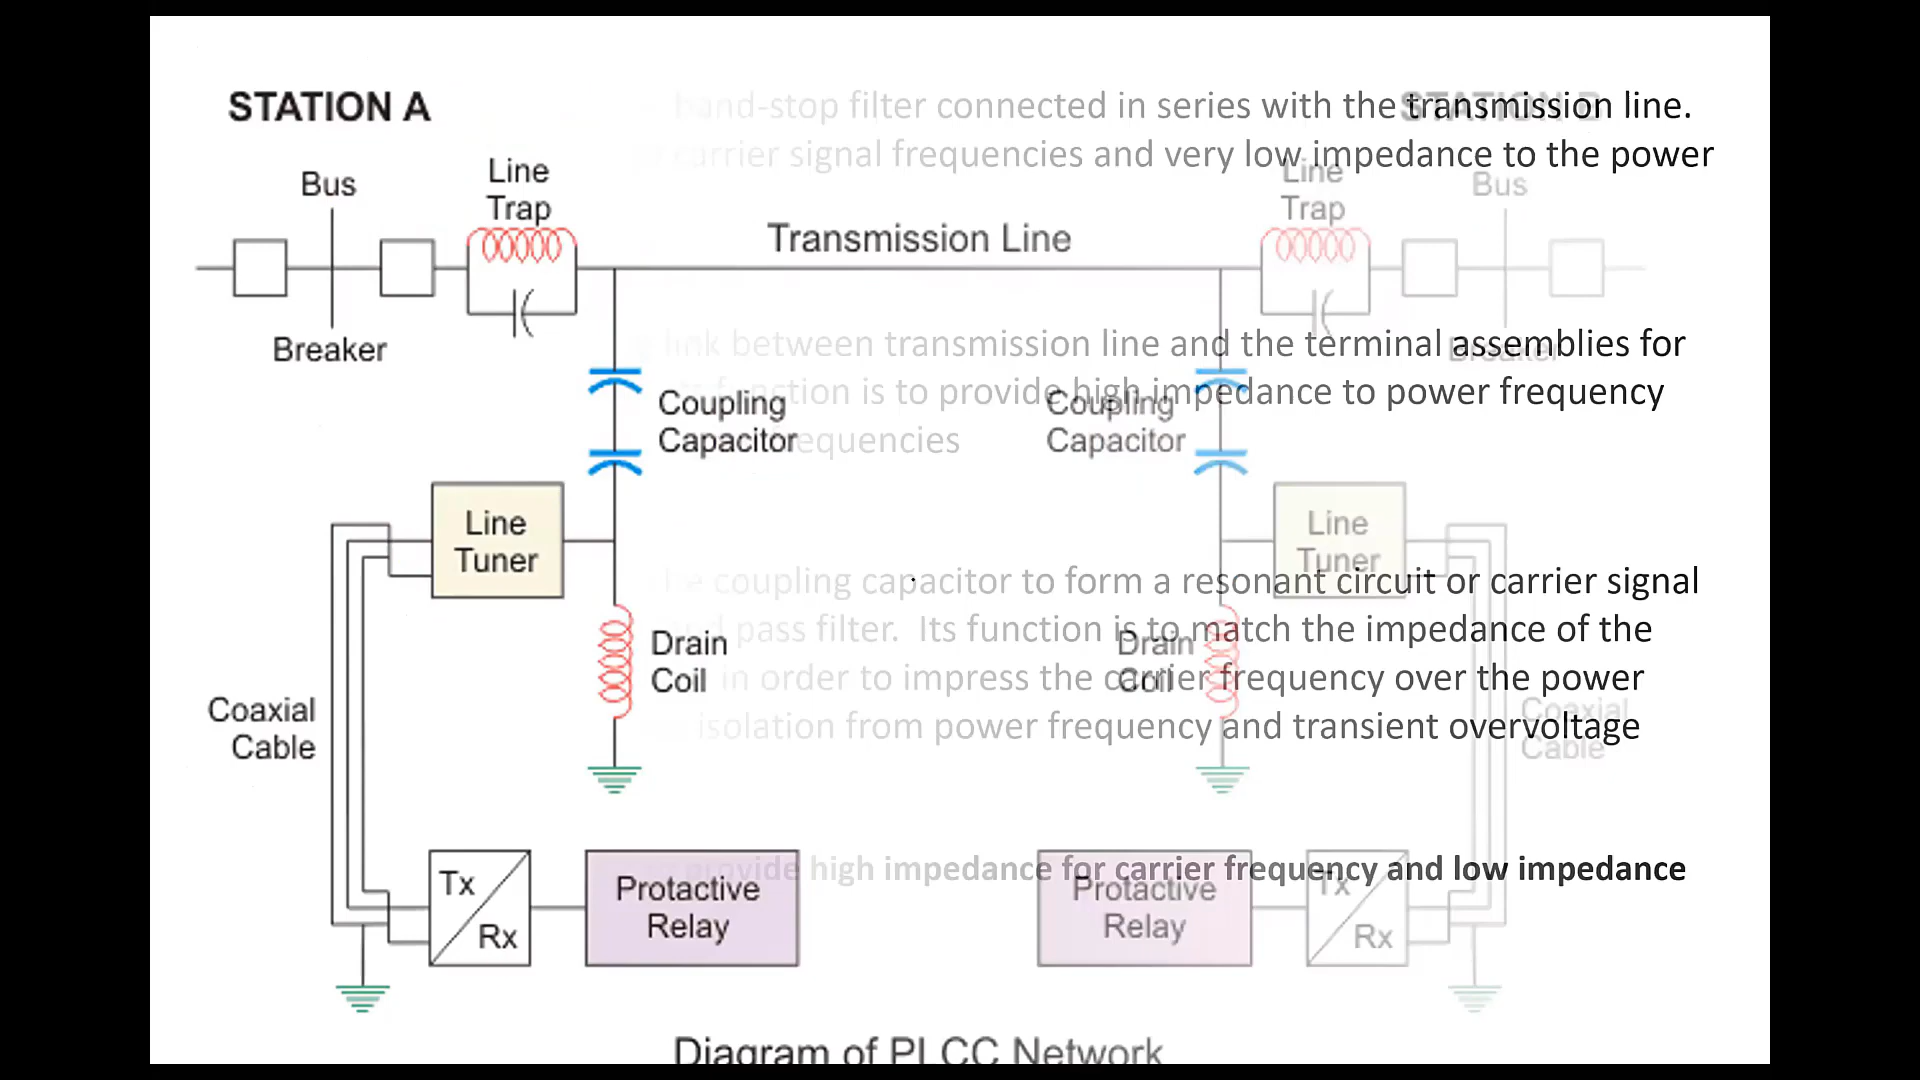 STATION A
band-stop filter connected in series with the transmission line.
carrier signal frequencies and very low impedance to the power
Line
Trap
Bus
Line
Trap
Bus
Transmission Line
Breaker
link between transmission line and the terminal assemblies for
function is to provide high impedance to power frequency
Coupling
Capacitor
Coupling
Capacitor
Line
Tuner
Line
Tuner
coupling capacitor to form a resonant circuit or carrier signal
pass filter. Its function is to match the impedance of the
in order to impress the carrier frequency over the power
isolation from power frequency and transient overvoltage
Drain
Coil
Drain
Coil
Coaxial
Cable
Coaxial
Cable
provide high impedance for carrier frequency and low impedance
Tx
Rx
Protactive
Relay
Protactive
Relay
Tx
Rx
Diagram of PLCC Network